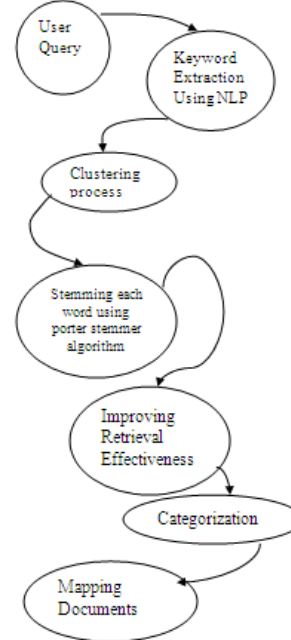 User
Query
Keyword
Extraction
Using NLP
Clustering
process
Stemming each
word using
porter stemmer
algorithm
Improving
Retrieval
Effectiveness
Categorization
Mapping
Documents